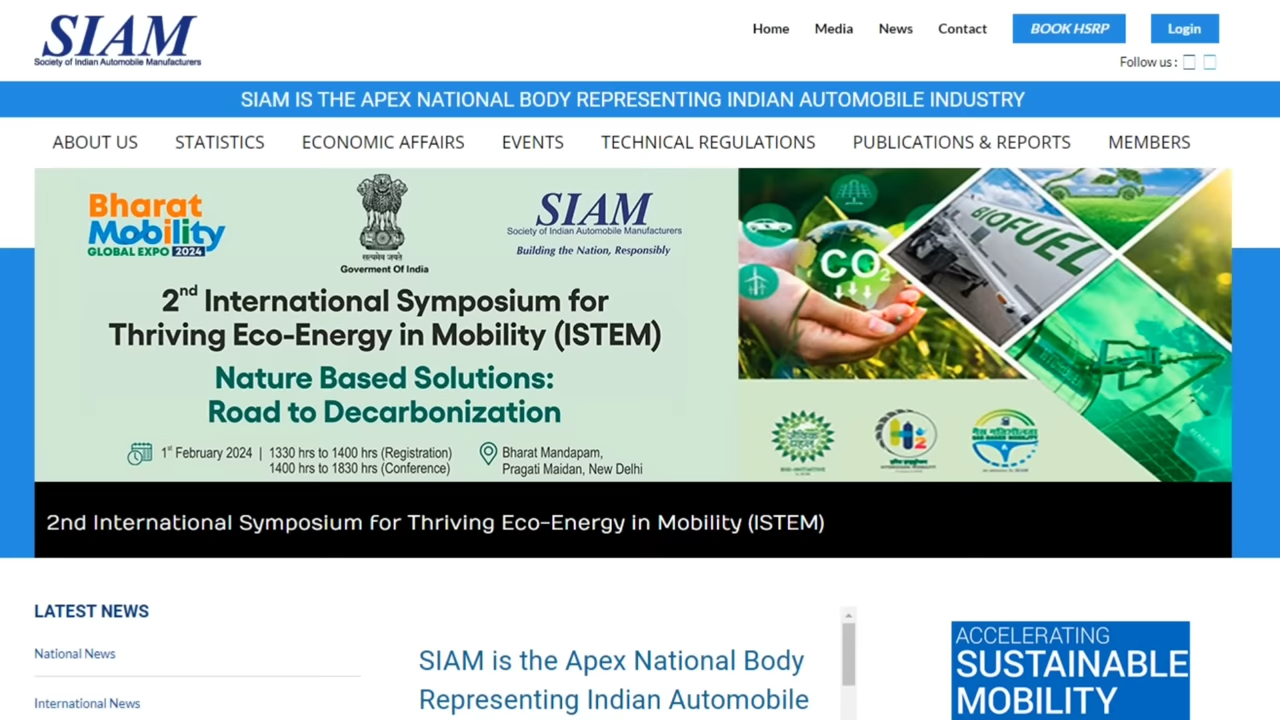 SIAM
Society of Indian Automobile Manufacturers
Home Media News Contact BOOK HSRP Login
Follow us :
SIAM IS THE APEX NATIONAL BODY REPRESENTING INDIAN AUTOMOBILE INDUSTRY
ABOUT US STATISTICS ECONOMIC AFFAIRS EVENTS TECHNICAL REGULATIONS PUBLICATIONS & REPORTS MEMBERS
Bharat
Mobility
GLOBAL EXPO 2024
सत्यमेव जयते
Goverment Of India
SIAM
Society of Indian Automobile Manufacturers
Building the Nation, Responsibly
2nd International Symposium for
Thriving Eco-Energy in Mobility (ISTEM)
Nature Based Solutions:
Road to Decarbonization
1st February 2024 | 1330 hrs to 1400 hrs (Registration)
1400 hrs to 1830 hrs (Conference)
Bharat Mandapam,
Pragati Maidan, New Delhi
CO2
BIOFUEL
H2
2nd International Symposium for Thriving Eco-Energy in Mobility (ISTEM)
LATEST NEWS
National News
International News
SIAM is the Apex National Body
Representing Indian Automobile
ACCELERATING
SUSTAINABLE
MOBILITY